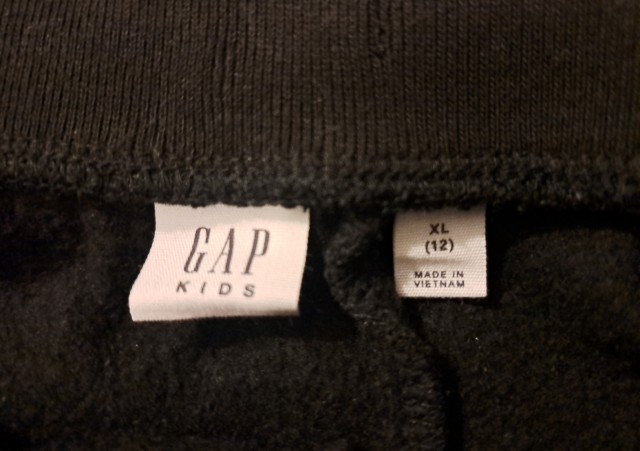 GAP
KIDS
XL
(12)
MADE IN
VIETNAM